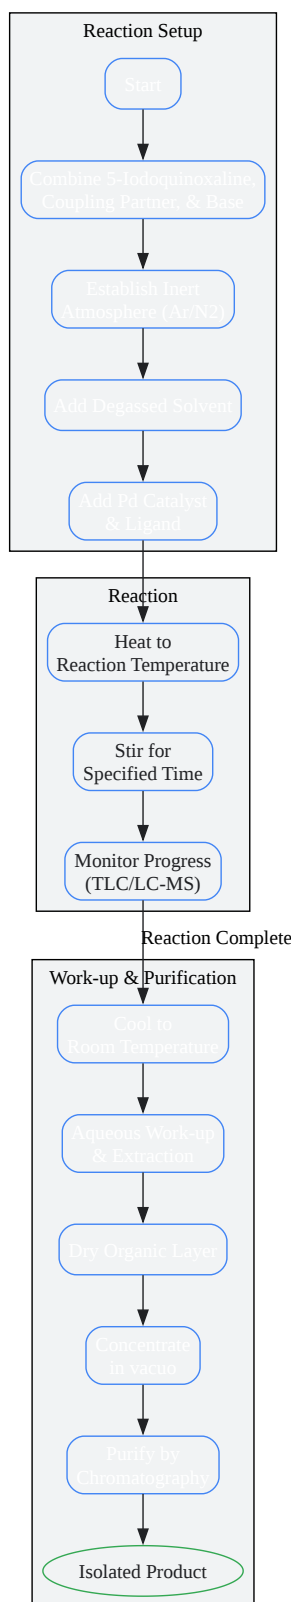 Reaction Setup
Start
Combine 5-Iodoquinoxaline,
Coupling Partner, & Base
Establish Inert
Atmosphere (Ar/N2)
Add Degassed Solvent
Add Pd Catalyst
& Ligand
Reaction
Heat to
Reaction Temperature
Stir for
Specified Time
Monitor Progress
(TLC/LC-MS)
Reaction Complete
Work-up & Purification
Cool to
Room Temperature
Aqueous Work-up
& Extraction
Dry Organic Layer
Concentrate
in vacuo
Purify by
Chromatography
Isolated Product